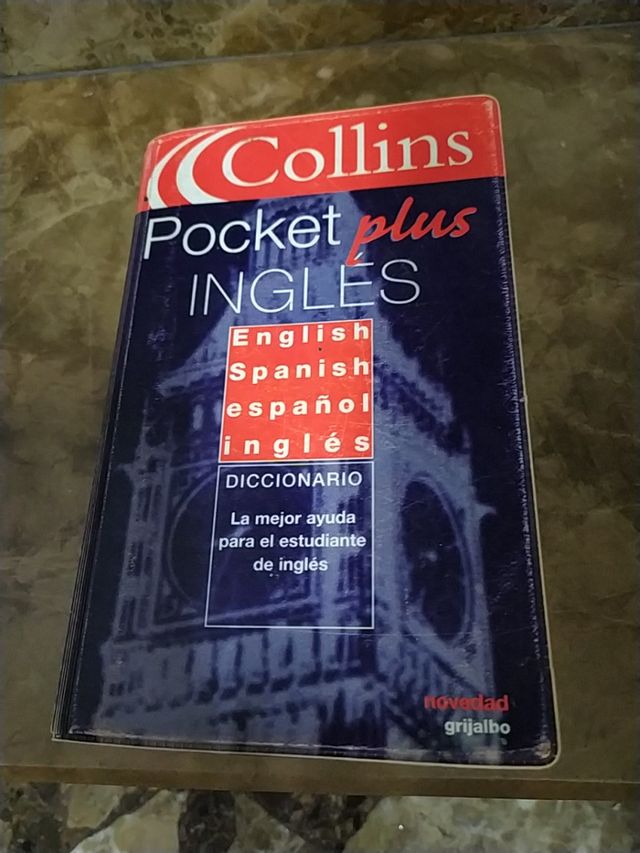 Collins
Pocket plus
INGLÉS
English
Spanish
español
inglés
DICCIONARIO
La mejor ayuda
para el estudiante
de inglés
novedad
grijalbo